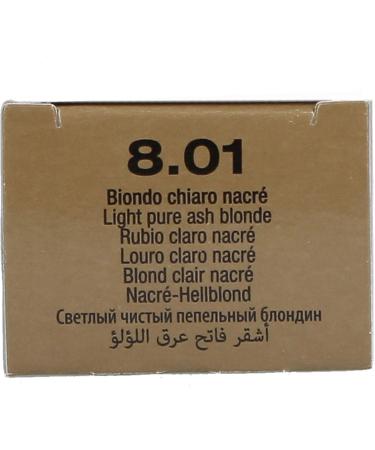 8.01
Biondo chiaro nacré
Light pure ash blonde
Rubio claro nacré
Louro claro nacré
Blond clair nacré
Nacré-Hellblond
Светлый чистый пепельный блондин
أشقر فاتح عرق اللؤلؤ